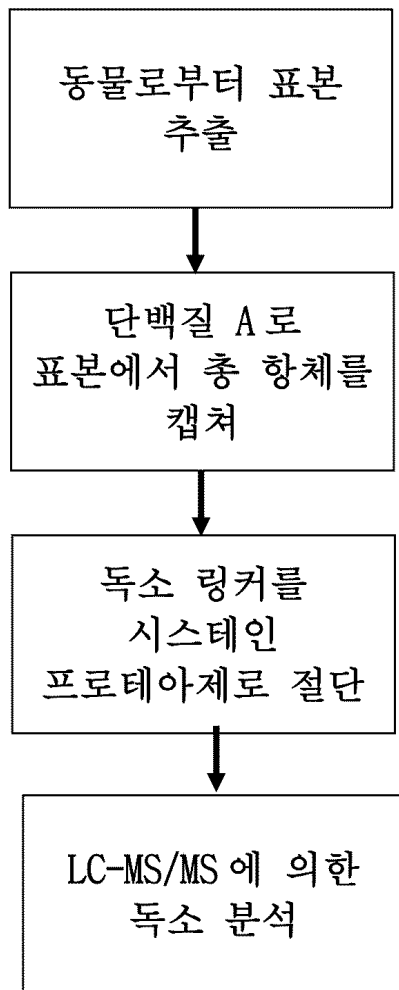 동물로부터 표본
추출
단백질 A로
표본에서 총 항체를
캡쳐
독소 링커를
시스테인
프로테아제로 절단
LC-MS/MS에 의한
독소 분석